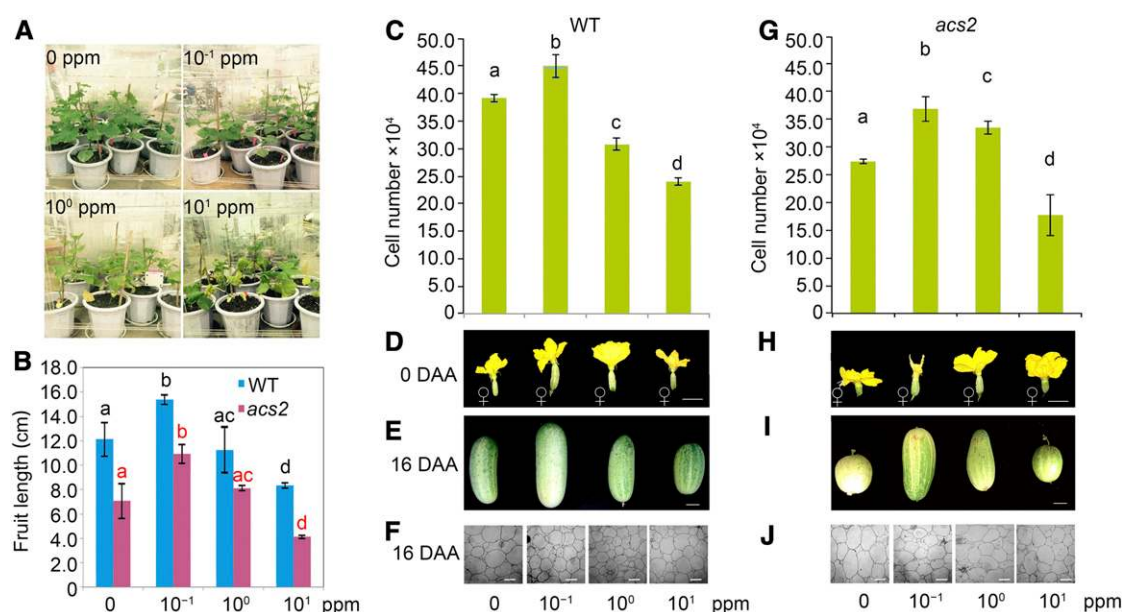 A
0 ppm
10⁻¹ ppm
10⁰ ppm
10¹ ppm
B
Fruit length (cm)
18.0
16.0
14.0
12.0
10.0
8.0
6.0
4.0
2.0
0
WT
acs2
a
a
b
b
ac
ac
d
d
0
10⁻¹
10⁰
10¹
ppm
C
WT
Cell number ×10⁴
50.0
45.0
40.0
35.0
30.0
25.0
20.0
15.0
10.0
5.0
0
a
b
c
d
D
0 DAA
♀ ♀ ♀ ♀
E
16 DAA
F
16 DAA
0
10⁻¹
10⁰
10¹
ppm
G
acs2
Cell number ×10⁴
50.0
45.0
40.0
35.0
30.0
25.0
20.0
15.0
10.0
5.0
0
a
b
c
d
H
♀ ♀ ♀ ♀
I
J
0
10⁻¹
10⁰
10¹
ppm